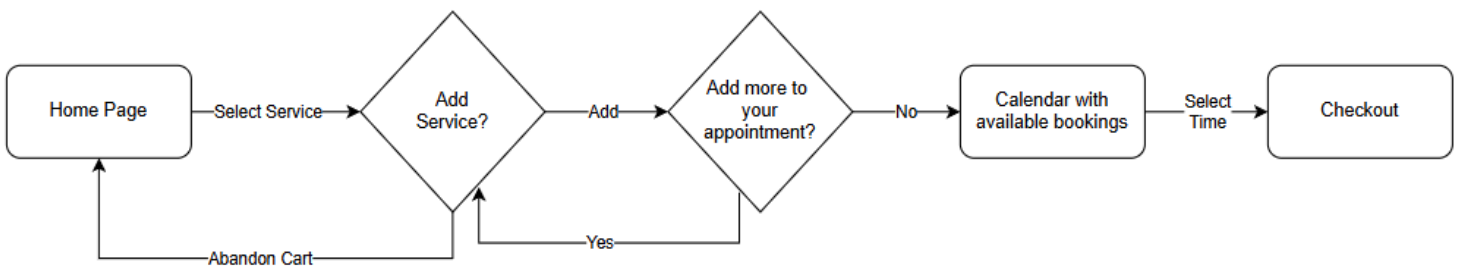 Home Page
Select Service
Add
Service?
Add
Add more to
your
appointment?
No
Calendar with
available bookings
Select
Time
Checkout
Abandon Cart
Yes